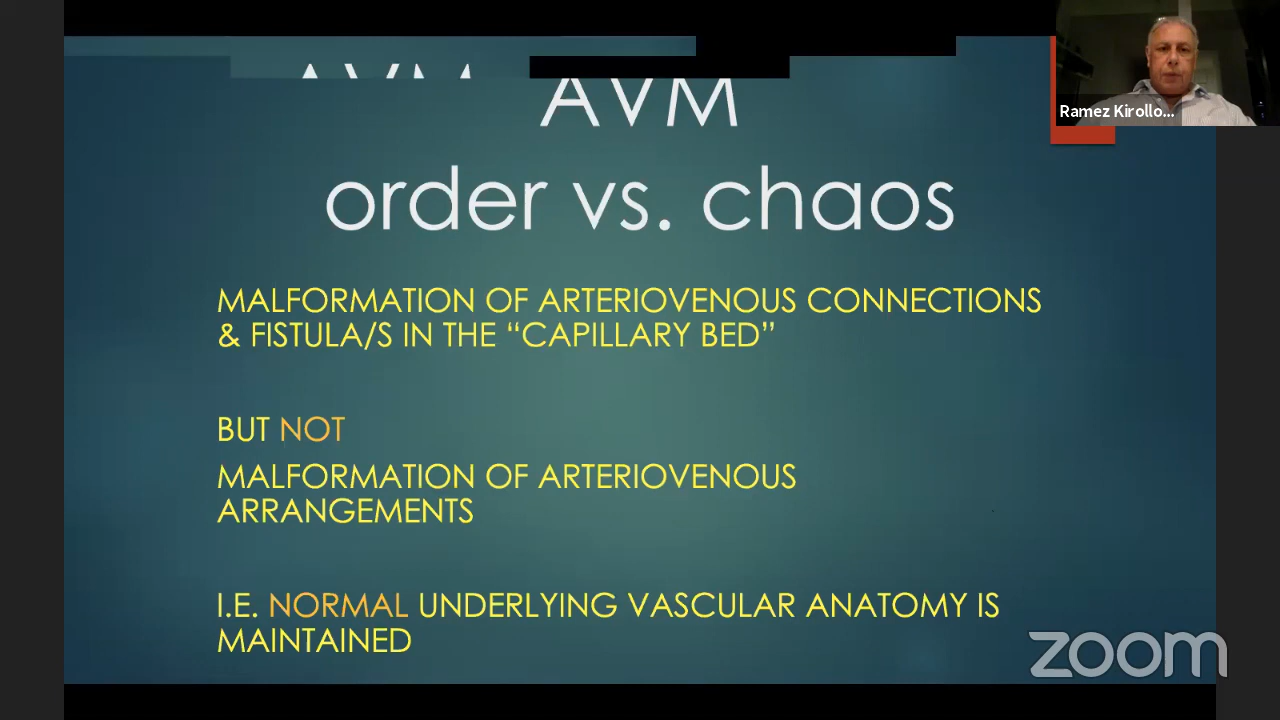 AVM
order vs. chaos
MALFORMATION OF ARTERIOVENOUS CONNECTIONS
& FISTULA/S IN THE “CAPILLARY BED”
BUT NOT
MALFORMATION OF ARTERIOVENOUS
ARRANGEMENTS
I.E. NORMAL UNDERLYING VASCULAR ANATOMY IS
MAINTAINED
Ramez Kirollo...
zoom